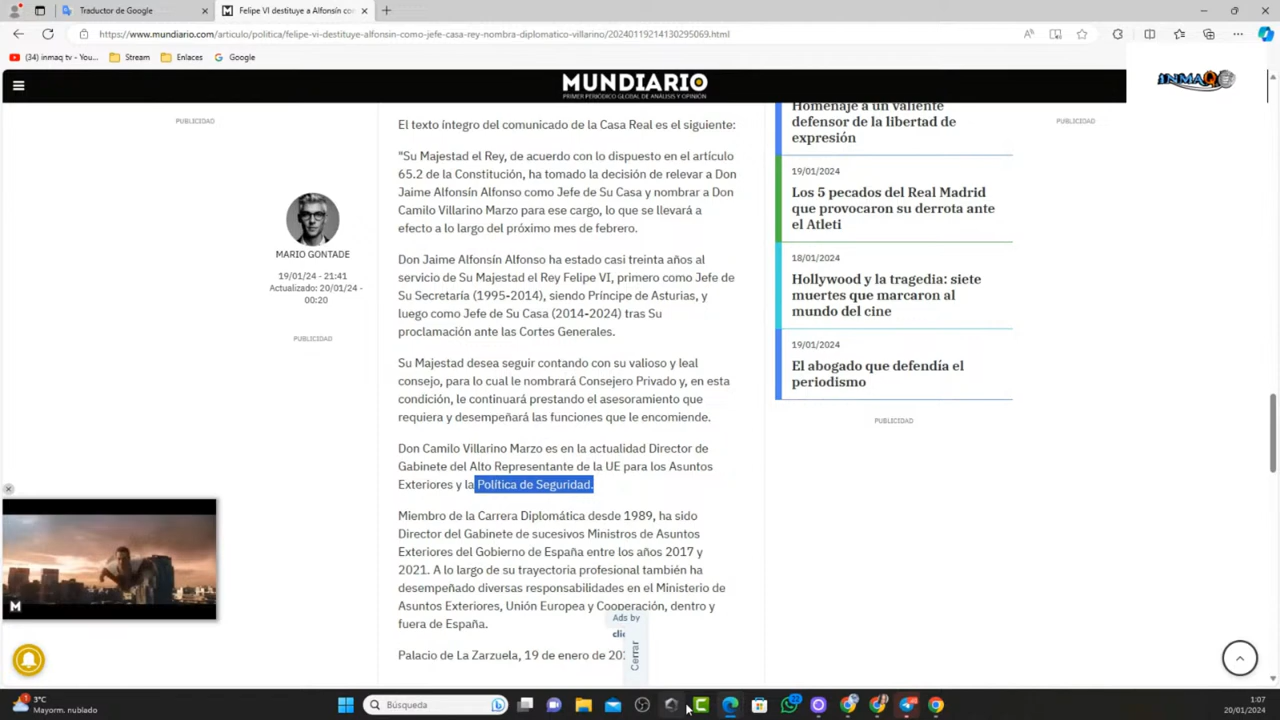 Traductor de Google
Felipe VI destituye a Alfonsín co
https://www.mundiario.com/articulo/politica/felipe-vi-destituye-alfonsin-como-jefe-casa-rey-nombra-diplomatico-villarino/20240119214130295069.html
(34) inmaq tv - You...
Stream
Enlaces
Google
MUNDIARIO
PRIMER PERIÓDICO GLOBAL DE ANÁLISIS Y OPINIÓN
INMAQ
PUBLICIDAD
MARIO GONTADE
19/01/24 - 21:41
Actualizado: 20/01/24 -
00:20
PUBLICIDAD
El texto íntegro del comunicado de la Casa Real es el siguiente:
"Su Majestad el Rey, de acuerdo con lo dispuesto en el artículo
65.2 de la Constitución, ha tomado la decisión de relevar a Don
Jaime Alfonsín Alfonso como Jefe de Su Casa y nombrar a Don
Camilo Villarino Marzo para ese cargo, lo que se llevará a
efecto a lo largo del próximo mes de febrero.
Don Jaime Alfonsín Alfonso ha estado casi treinta años al
servicio de Su Majestad el Rey Felipe VI, primero como Jefe de
Su Secretaría (1995-2014), siendo Príncipe de Asturias, y
luego como Jefe de Su Casa (2014-2024) tras Su
proclamación ante las Cortes Generales.
Su Majestad desea seguir contando con su valioso y leal
consejo, para lo cual le nombrará Consejero Privado y, en esta
condición, le continuará prestando el asesoramiento que
requiera y desempeñará las funciones que le encomiende.
Don Camilo Villarino Marzo es en la actualidad Director de
Gabinete del Alto Representante de la UE para los Asuntos
Exteriores y la Política de Seguridad.
Miembro de la Carrera Diplomática desde 1989, ha sido
Director del Gabinete de sucesivos Ministros de Asuntos
Exteriores del Gobierno de España entre los años 2017 y
2021. A lo largo de su trayectoria profesional también ha
desempeñado diversas responsabilidades en el Ministerio de
Asuntos Exteriores, Unión Europea y Cooperación, dentro y
fuera de España.
Palacio de La Zarzuela, 19 de enero de 20
Ads by
clic
Cerrar
Homenaje a un valiente
defensor de la libertad de
expresión
19/01/2024
Los 5 pecados del Real Madrid
que provocaron su derrota ante
el Atleti
18/01/2024
Hollywood y la tragedia: siete
muertes que marcaron al
mundo del cine
19/01/2024
El abogado que defendía el
periodismo
PUBLICIDAD
PUBLICIDAD
M
3°C
Mayorm. nublado
Búsqueda
1:07
20/01/2024